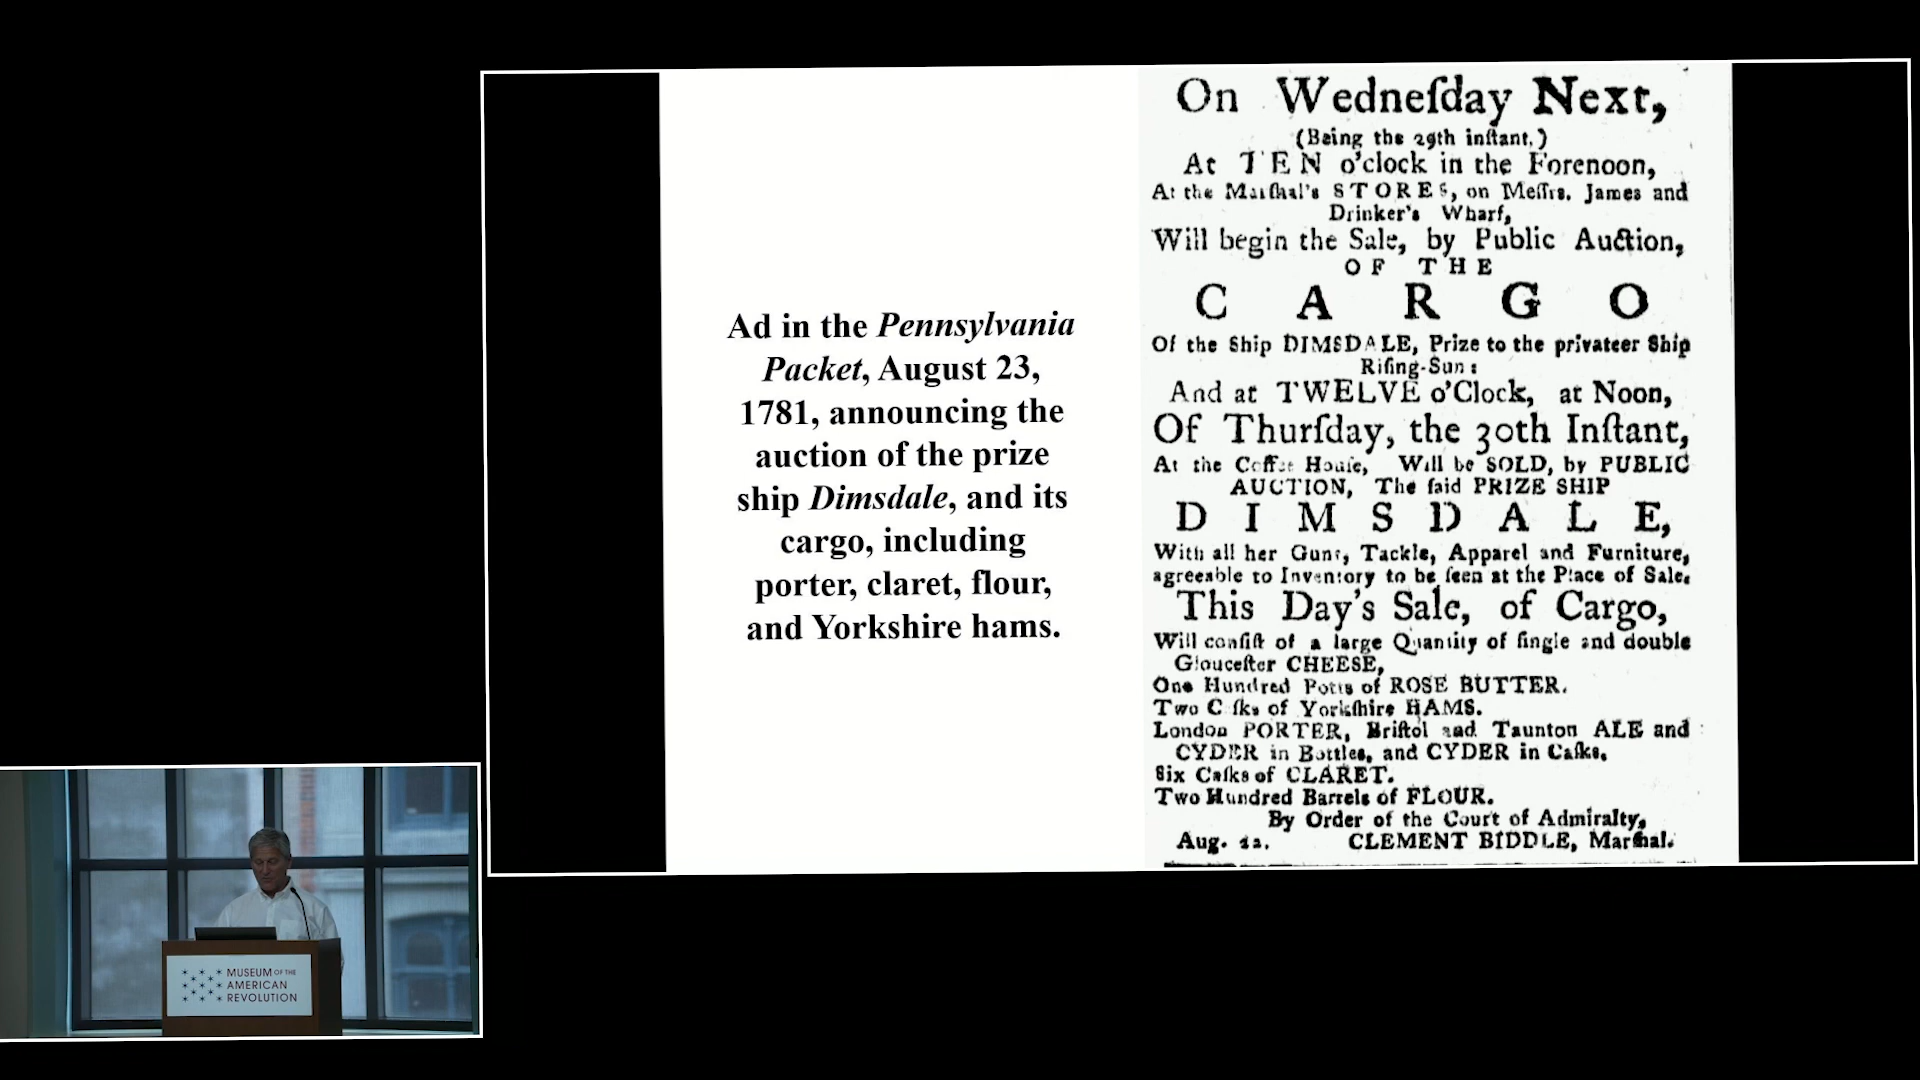 Ad in the Pennsylvania
Packet, August 23,
1781, announcing the
auction of the prize
ship Dimsdale, and its
cargo, including
porter, claret, flour,
and Yorkshire hams.
On Wedneſday Next,
(Being the 29th inſtant.)
At TEN o'clock in the Forenoon,
At the Marſhal's STORES, on Meſſrs. James and
Drinker's Wharf,
Will begin the Sale, by Public Auction,
OF THE
CARGO
Of the Ship DIMSDALE, Prize to the privateer Ship
Riſing-Sun:
And at TWELVE o'Clock, at Noon,
Of Thurſday, the 30th Inſtant,
At the Coffee Houſe, Will be SOLD, by PUBLIC
AUCTION, The ſaid PRIZE SHIP
DIMSDALE,
With all her Guns, Tackle, Apparel and Furniture,
agreeable to Inventory to be ſeen at the Place of Sale.
This Day's Sale, of Cargo,
Will conſiſt of a large Quantity of ſingle and double
Glouceſter CHEESE,
One Hundred Potts of ROSE BUTTER.
Two Caſks of Yorkſhire HAMS.
London PORTER, Briſtol and Taunton ALE and
CYDER in Bottles, and CYDER in Caſks.
Six Caſks of CLARET.
Two Hundred Barrels of FLOUR.
By Order of the Court of Admiralty,
Aug. 22. CLEMENT BIDDLE, Marſhal.
MUSEUM OF THE
AMERICAN
REVOLUTION